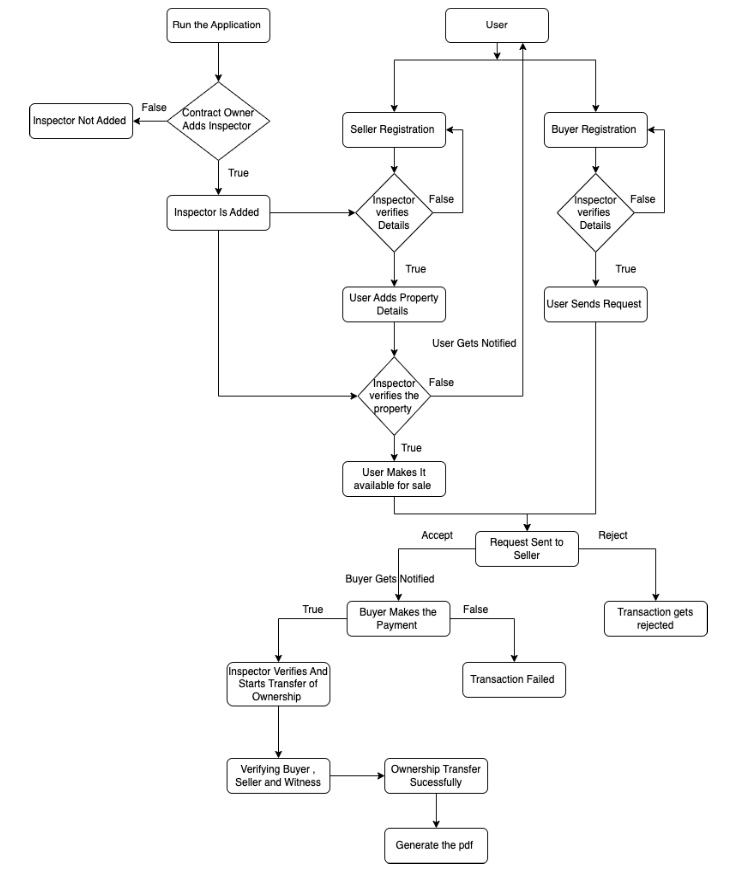 Run the Application
User
False
Inspector Not Added
Contract Owner
Adds Inspector
Seller Registration
Buyer Registration
True
Inspector Is Added
Inspector
verifies
Details
False
Inspector
verifies
Details
False
True
True
User Adds Property
Details
User Sends Request
User Gets Notified
Inspector
verifies the
property
False
True
User Makes It
available for sale
Accept
Request Sent to
Seller
Reject
Buyer Gets Notified
True
Buyer Makes the
Payment
False
Transaction gets
rejected
Inspector Verifies And
Starts Transfer of
Ownership
Transaction Failed
Verifying Buyer ,
Seller and Witness
Ownership Transfer
Sucessfully
Generate the pdf